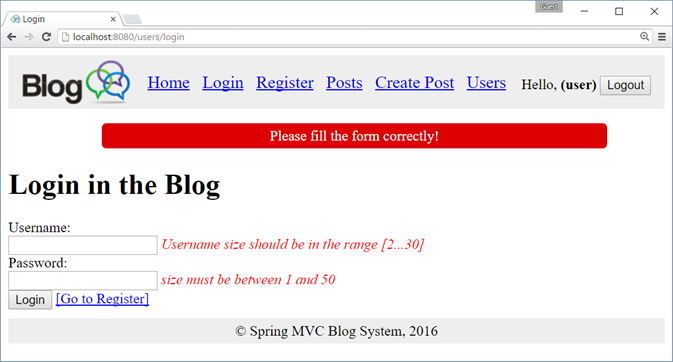 Guest
Login
localhost:8080/users/login
Blog Home Login Register Posts Create Post Users Hello, (user) Logout
Please fill the form correctly!
Login in the Blog
Username:
Username size should be in the range [2...30]
Password:
size must be between 1 and 50
Login [Go to Register]
© Spring MVC Blog System, 2016